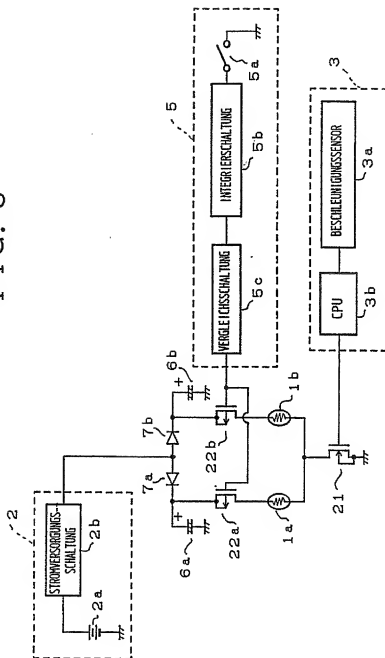 FIG.
2
STROMVERSORGUNGS-
SCHALTUNG
2b
2a
7a
7b
6a
6b
22a
22b
1a
1b
21
5
VERGLEICHSSCHALTUNG
5c
INTEGRIERSCHALTUNG
5b
5a
3
CPU
3b
BESCHLEUNIGUNGSSENSOR
3a